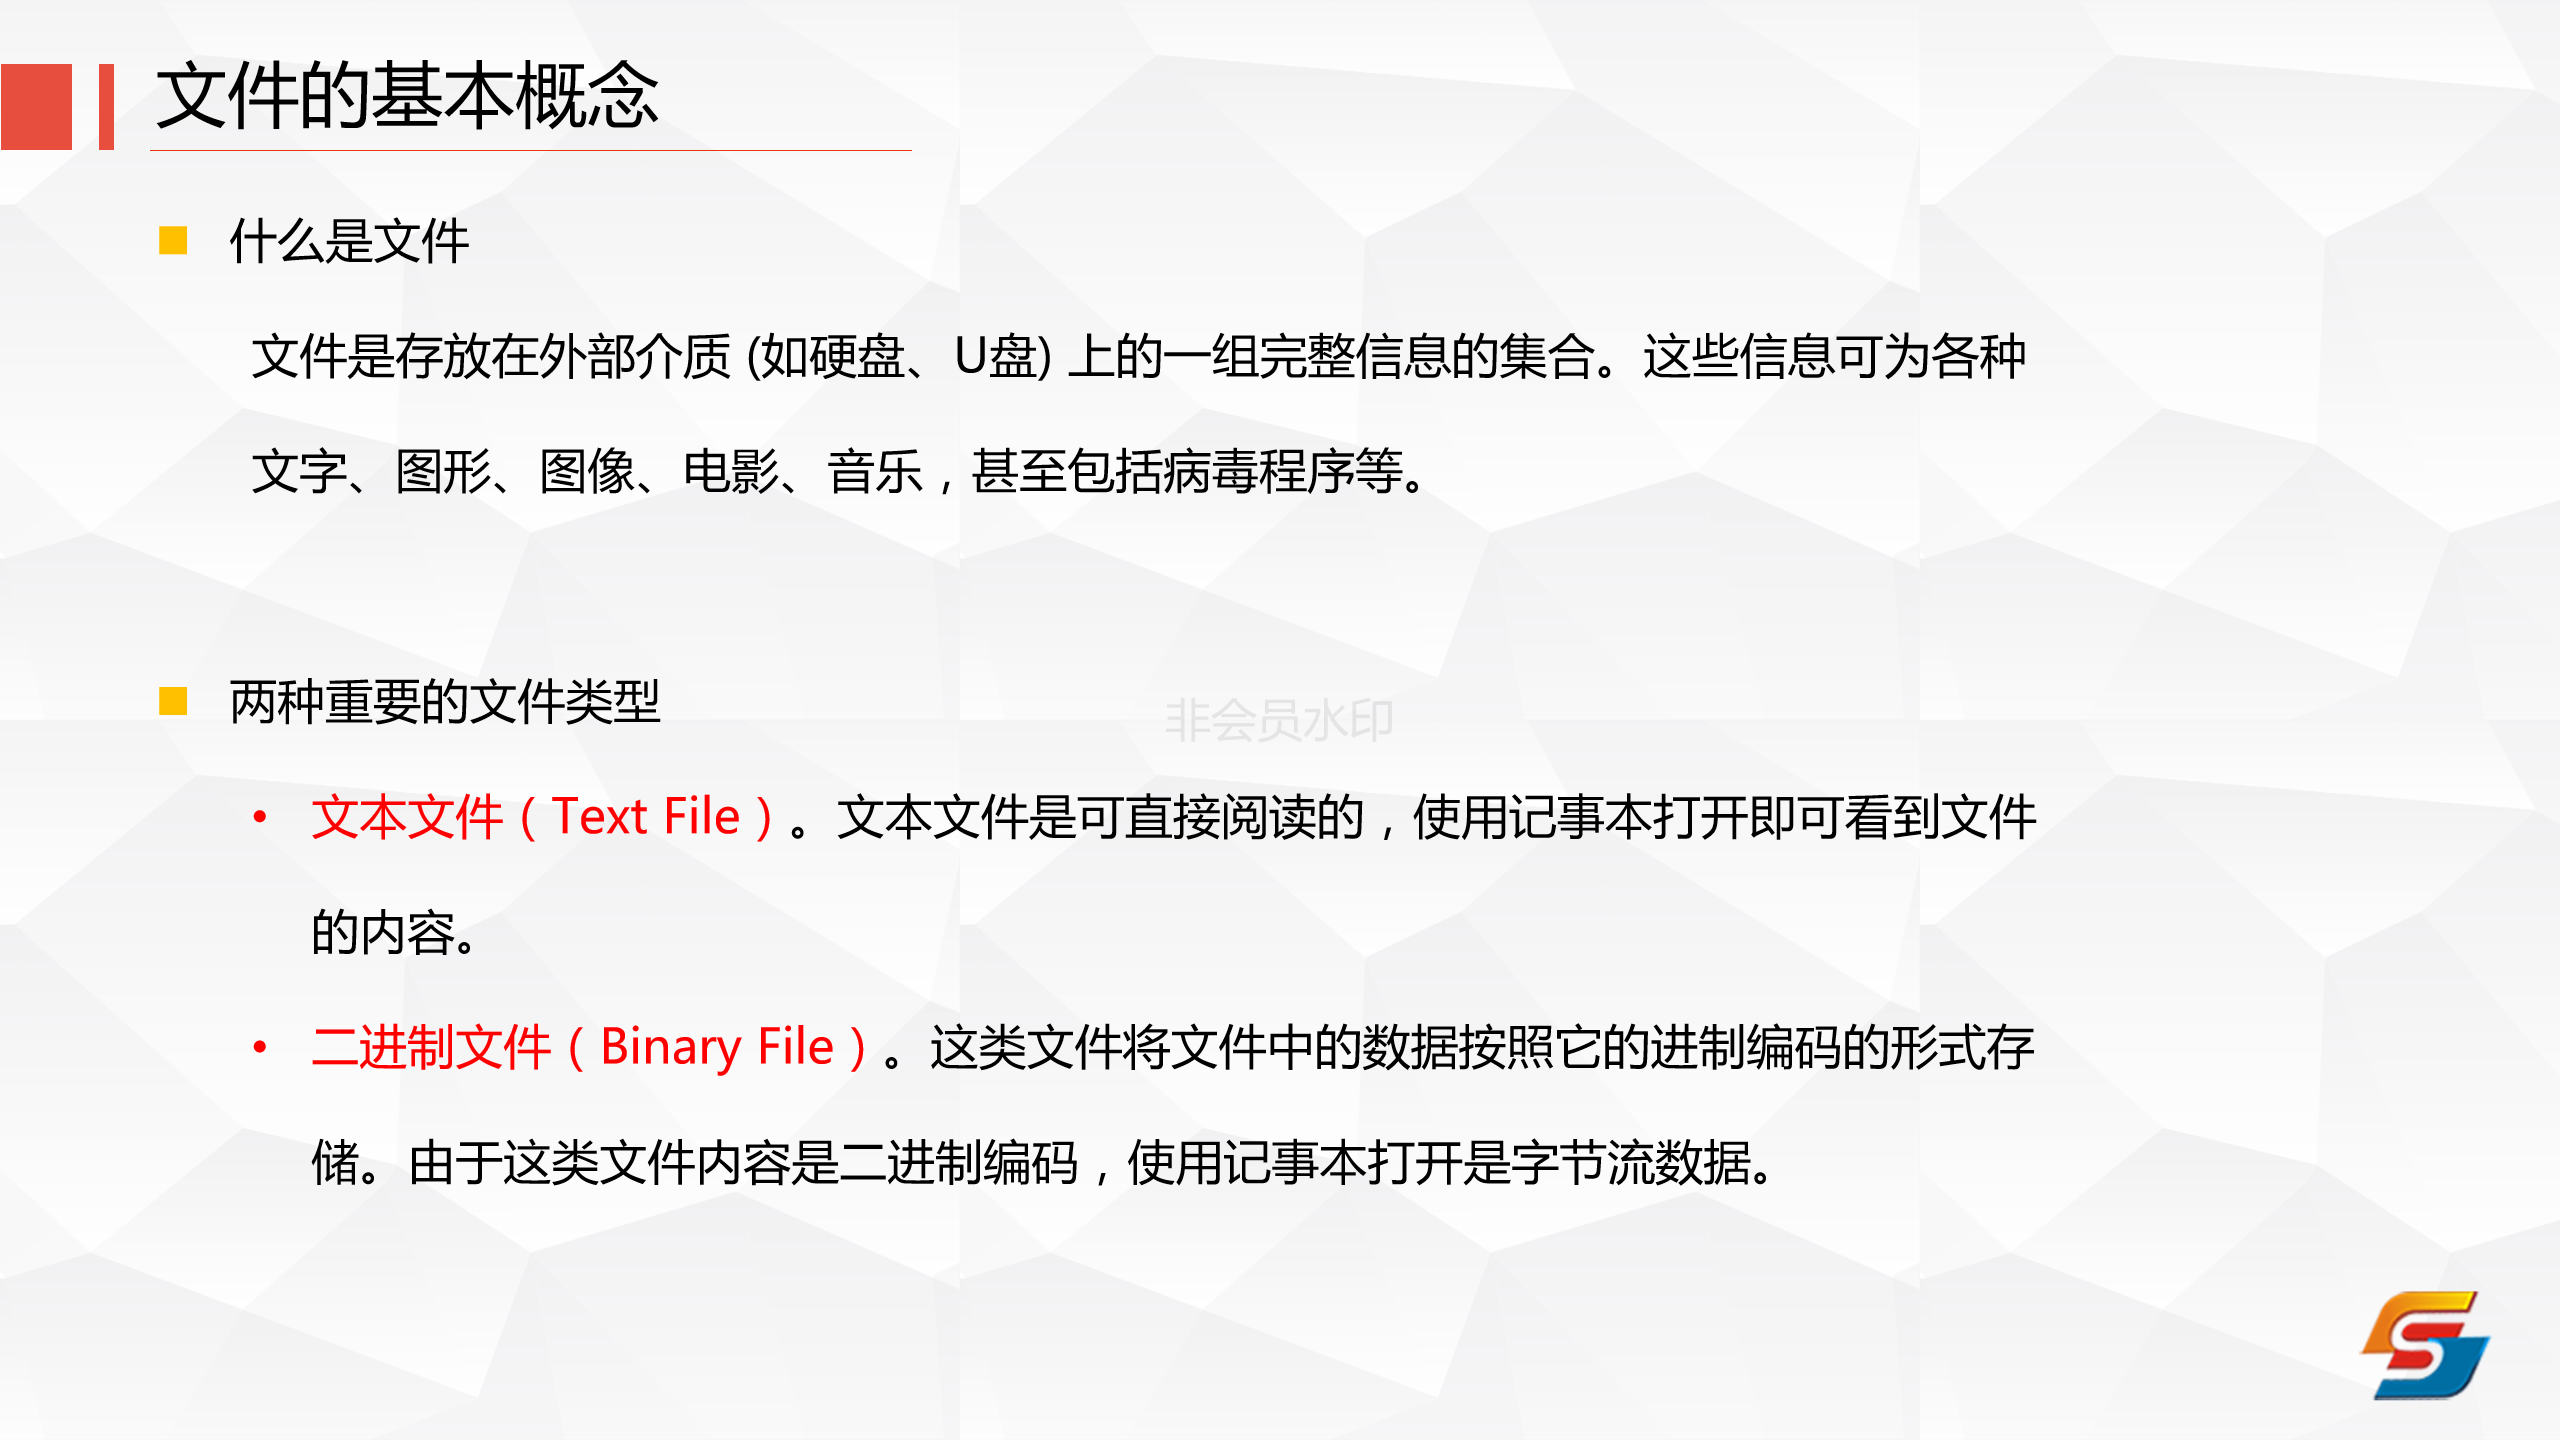 文件的基本概念
什么是文件
文件是存放在外部介质 (如硬盘、U盘) 上的一组完整信息的集合。这些信息可为各种
文字、图形、图像、电影、音乐，甚至包括病毒程序等。
两种重要的文件类型
非会员水印
• 文本文件（Text File）。文本文件是可直接阅读的，使用记事本打开即可看到文件
的内容。
• 二进制文件（Binary File）。这类文件将文件中的数据按照它的进制编码的形式存
储。由于这类文件内容是二进制编码，使用记事本打开是字节流数据。